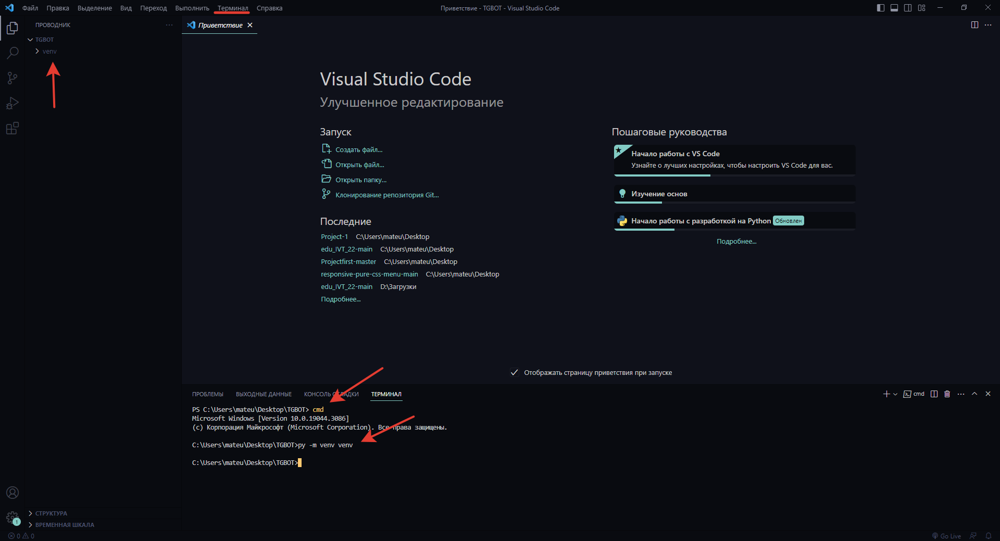 Файл Правка Выделение Вид Переход Выполнить Терминал Справка
Приветствие - TGBOT - Visual Studio Code
ПРОВОДНИК
TGBOT
venv
Приветствие
Visual Studio Code
Улучшенное редактирование
Запуск
Создать файл...
Открыть файл...
Открыть папку...
Клонирование репозитория Git...
Последние
Project-1 C:\Users\mateu\Desktop
edu_IVT_22-main C:\Users\mateu\Desktop
Projectfirst-master C:\Users\mateu\Desktop
responsive-pure-css-menu-main C:\Users\mateu\Desktop
edu_IVT_22-main D:\Загрузки
Подробнее...
Пошаговые руководства
Начало работы с VS Code
Узнайте о лучших настройках, чтобы настроить VS Code для вас.
Изучение основ
Начало работы с разработкой на Python Обновлен
Подробнее...
Отображать страницу приветствия при запуске
ПРОБЛЕМЫ ВЫХОДНЫЕ ДАННЫЕ КОНСОЛЬ ОТЛАДКИ ТЕРМИНАЛ
cmd
PS C:\Users\mateu\Desktop\TGBOT> cmd
Microsoft Windows [Version 10.0.19044.3086]
(c) Корпорация Майкрософт (Microsoft Corporation). Все права защищены.
C:\Users\mateu\Desktop\TGBOT>py -m venv venv
C:\Users\mateu\Desktop\TGBOT>
СТРУКТУРА
ВРЕМЕННАЯ ШКАЛА
1
0 0
Go Live